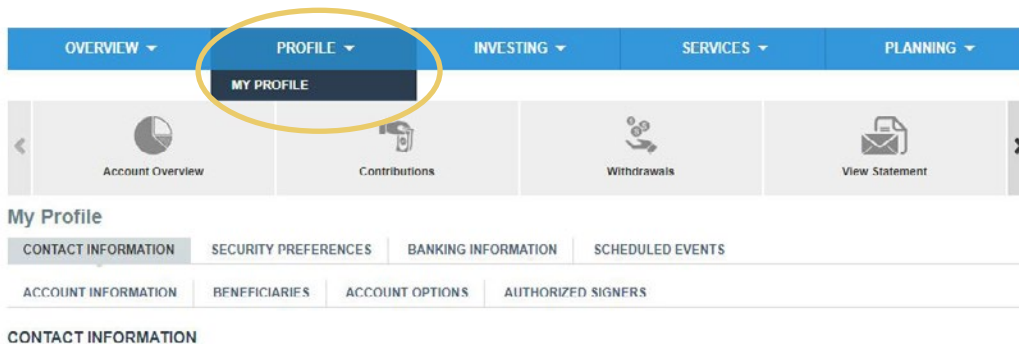 OVERVIEW PROFILE INVESTING SERVICES PLANNING
MY PROFILE
Account Overview Contributions Withdrawals View Statement
My Profile
CONTACT INFORMATION SECURITY PREFERENCES BANKING INFORMATION SCHEDULED EVENTS
ACCOUNT INFORMATION BENEFICIARIES ACCOUNT OPTIONS AUTHORIZED SIGNERS
CONTACT INFORMATION